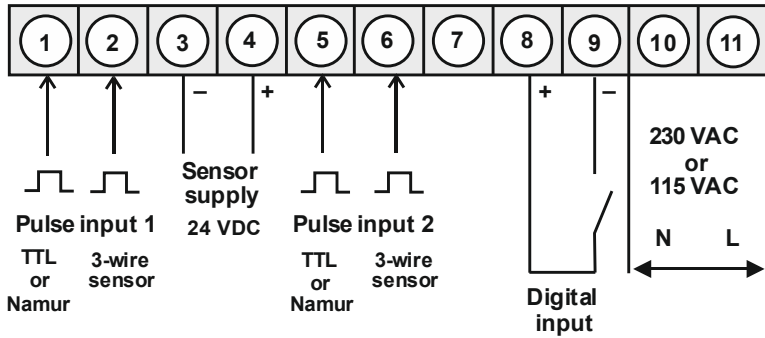 1 2 3 4 5 6 7 8 9 10 11
– + + –
Sensor
supply
24 VDC
Pulse input 1
TTL
or
Namur
3-wire
sensor
Pulse input 2
TTL
or
Namur
3-wire
sensor
Digital
input
230 VAC
or
115 VAC
N L